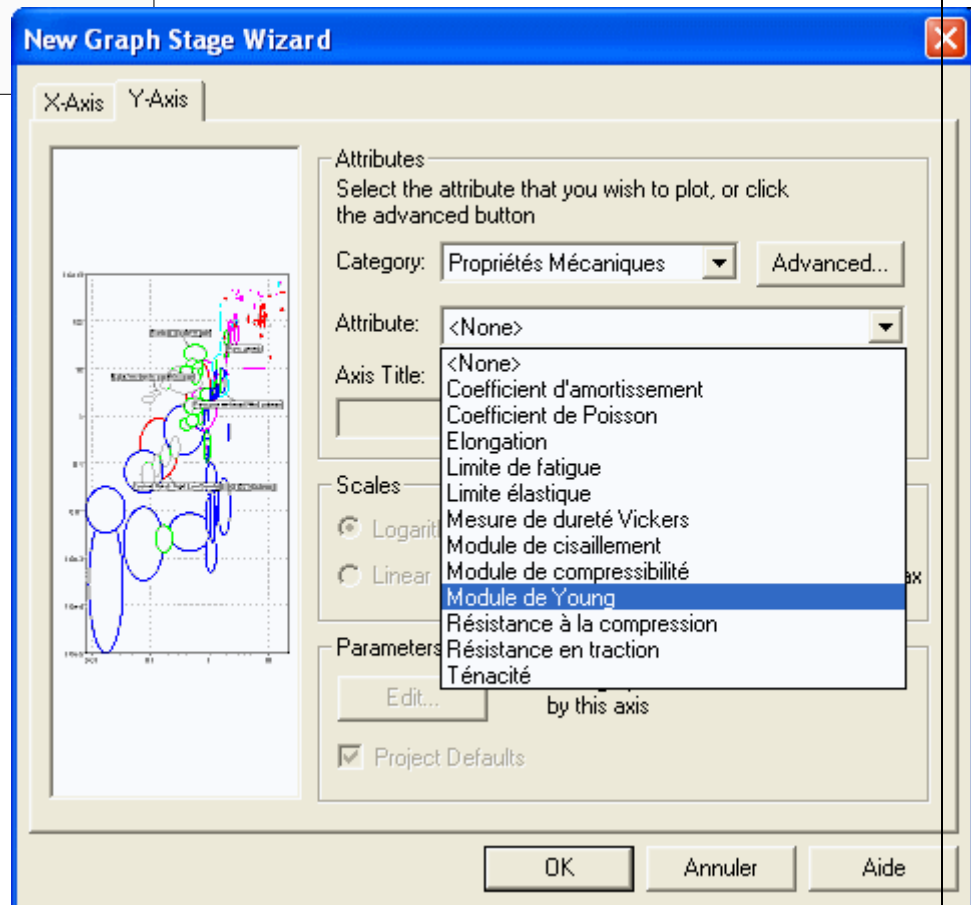 New Graph Stage Wizard
X-Axis
Y-Axis
Attributes
Select the attribute that you wish to plot, or click
the advanced button
Category:
Propriétés Mécaniques
Advanced...
Attribute:
<None>
<None>
Coefficient d'amortissement
Coefficient de Poisson
Elongation
Limite de fatigue
Limite élastique
Mesure de dureté Vickers
Module de cisaillement
Module de compressibilité
Module de Young
Résistance à la compression
Résistance en traction
Ténacité
Axis Title:
Scales
Linear
Parameters
Edit...
by this axis
Project Defaults
OK
Annuler
Aide